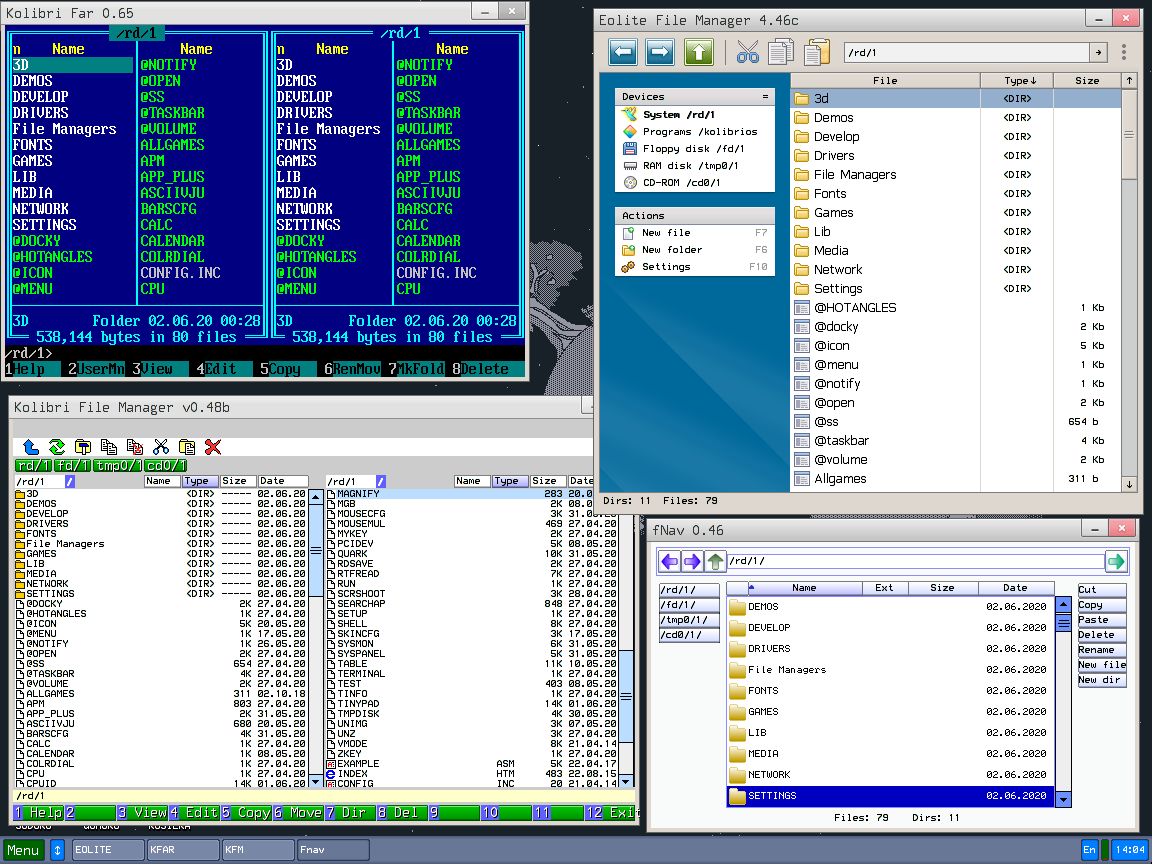 Kolibri Far 0.65
/rd/1 /rd/1
n Name Name n Name Name
3D @NOTIFY 3D @NOTIFY
DEMOS @OPEN DEMOS @OPEN
DEVELOP @SS DEVELOP @SS
DRIVERS @TASKBAR DRIVERS @TASKBAR
File Managers @VOLUME File Managers @VOLUME
FONTS ALLGAMES FONTS ALLGAMES
GAMES APM GAMES APM
LIB APP_PLUS LIB APP_PLUS
MEDIA ASCIIVJU MEDIA ASCIIVJU
NETWORK BARSCFG NETWORK BARSCFG
SETTINGS CALC SETTINGS CALC
@DOCKY CALENDAR @DOCKY CALENDAR
@HOTANGLES COLRDIAL @HOTANGLES COLRDIAL
@ICON CONFIG.INC @ICON CONFIG.INC
@MENU CPU @MENU CPU
3D Folder 02.06.20 00:28 3D Folder 02.06.20 00:28
538,144 bytes in 80 files 538,144 bytes in 80 files
/rd/1>
1Help 2UserMn 3View 4Edit 5Copy 6RenMov 7MkFold 8Delete
Eolite File Manager 4.46c
/rd/1
Devices =
System /rd/1
Programs /kolibrios
Floppy disk /fd/1
RAM disk /tmp0/1
CD-ROM /cd0/1
Actions
New file F7
New folder F6
Settings F10
File Type↓ Size ↑
3d <DIR>
Demos <DIR>
Develop <DIR>
Drivers <DIR>
File Managers <DIR>
Fonts <DIR>
Games <DIR>
Lib <DIR>
Media <DIR>
Network <DIR>
Settings <DIR>
@HOTANGLES 1 Kb
@docky 2 Kb
@icon 5 Kb
@menu 1 Kb
@notify 1 Kb
@open 2 Kb
@ss 654 b
@taskbar 4 Kb
@volume 2 Kb
Allgames 311 b
Dirs: 11 Files: 79
Kolibri File Manager v0.48b
rd/1 fd/1 tmp0/1 cd0/1
/rd/1 / Name Type Size Date
3D <DIR> ----- 02.06.20
DEMOS <DIR> ----- 02.06.20
DEVELOP <DIR> ----- 02.06.20
DRIVERS <DIR> ----- 02.06.20
FONTS <DIR> ----- 02.06.20
File Managers <DIR> ----- 02.06.20
GAMES <DIR> ----- 02.06.20
LIB <DIR> ----- 02.06.20
MEDIA <DIR> ----- 02.06.20
NETWORK <DIR> ----- 02.06.20
SETTINGS <DIR> ----- 02.06.20
@DOCKY 2K 27.04.20
@HOTANGLES 1K 27.04.20
@ICON 5K 20.05.20
@MENU 1K 17.05.20
@NOTIFY 1K 26.05.20
@OPEN 2K 27.04.20
@SS 654 27.04.20
@TASKBAR 4K 27.04.20
@VOLUME 2K 27.04.20
ALLGAMES 311 02.10.18
APM 803 27.04.20
APP_PLUS 2K 31.05.20
ASCIIVJU 680 20.05.20
BARSCFG 4K 31.05.20
CALC 1K 27.04.20
CALENDAR 1K 08.05.20
COLRDIAL 1K 27.04.20
CPU 1K 27.04.20
CPUID 14K 01.06.20
/rd/1 / Name Type Size Date
MAGNIFY 283 20.0
MGB 2K 08.0
MOUSECFG 3K 31.0
MOUSEMUL 469 27.04.20
MYKEY 2K 27.04.20
PCIDEV 5K 08.05.20
QUARK 10K 31.05.20
RDSAVE 2K 27.04.20
RTFREAD 7K 27.04.20
RUN 1K 27.04.20
SCRSHOOT 3K 28.04.20
SEARCHAP 848 27.04.20
SETUP 1K 27.04.20
SHELL 8K 27.04.20
SKINCFG 3K 17.05.20
SYSMON 6K 31.05.20
SYSPANEL 5K 31.05.20
TABLE 11K 10.05.20
TERMINAL 1K 27.04.20
TEST 403 08.05.20
TINFO 1K 27.04.20
TINYPAD 14K 01.06.20
TMPDISK 4K 30.05.20
UNIMG 3K 07.05.20
UNZ 3K 27.04.20
VMODE 8K 21.04.14
ZKEY 1K 27.04.20
EXAMPLE ASM 5K 22.04.17
INDEX HTM 483 22.08.15
CONFIG INC 20 21.04.14
/rd/1
1 Help 2 3 View 4 Edit 5 Copy 6 Move 7 Dir 8 Del 9 10 11 12 Exi
fNav 0.46
/rd/1/
/rd/1/
/fd/1/
/tmp0/1/
/cd0/1/
Name Ext Size Date
DEMOS 02.06.2020
DEVELOP 02.06.2020
DRIVERS 02.06.2020
File Managers 02.06.2020
FONTS 02.06.2020
GAMES 02.06.2020
LIB 02.06.2020
MEDIA 02.06.2020
NETWORK 02.06.2020
SETTINGS 02.06.2020
Cut
Copy
Paste
Delete
Rename
New file
New dir
Files: 79 Dirs: 11
Menu EOLITE KFAR KFM Fnav En 14:04